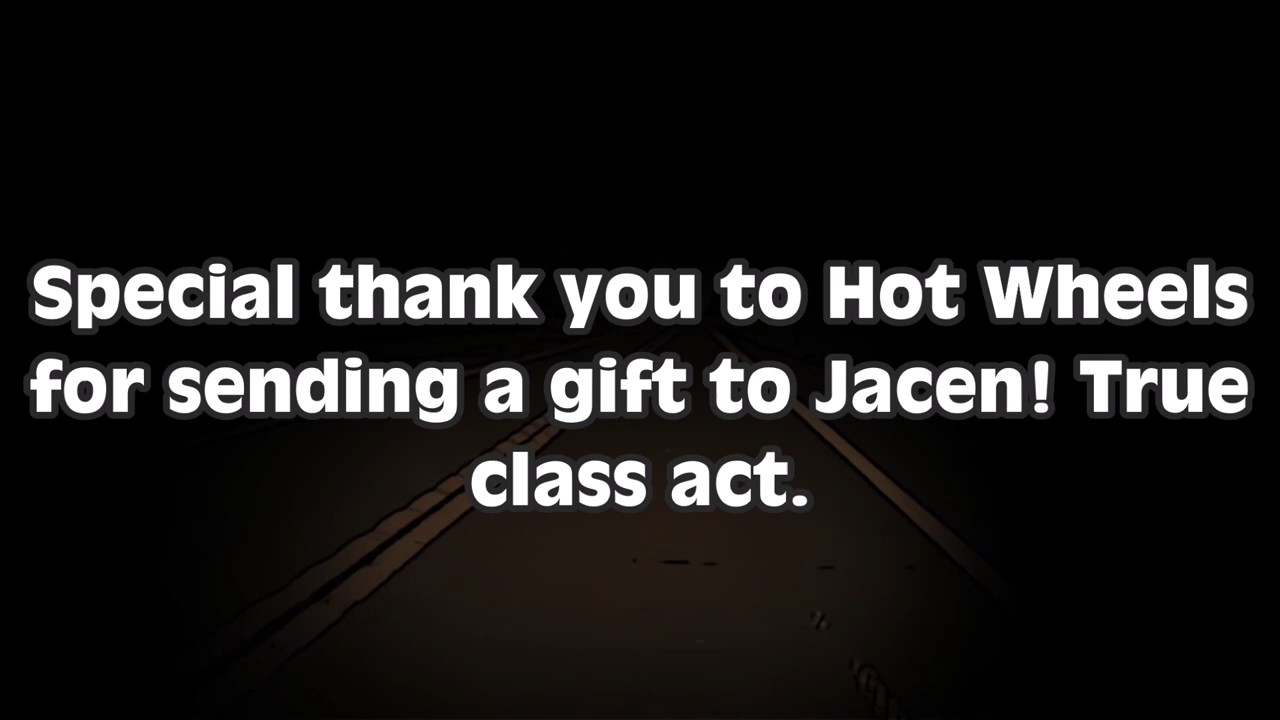 Special thank you to Hot Wheels
for sending a gift to Jacen! True
class act.